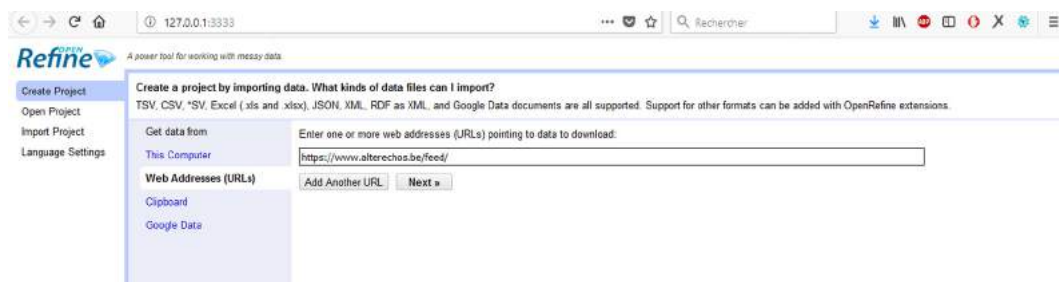 127.0.0.1:3333
Rechercher
OPEN
Refine
A power tool for working with messy data.
Create Project
Open Project
Import Project
Language Settings
Create a project by importing data. What kinds of data files can I import?
TSV, CSV, *SV, Excel (.xls and .xlsx), JSON, XML, RDF as XML, and Google Data documents are all supported. Support for other formats can be added with OpenRefine extensions.
Get data from
This Computer
Web Addresses (URLs)
Clipboard
Google Data
Enter one or more web addresses (URLs) pointing to data to download:
https://www.alterechos.be/feed/
Add Another URL
Next »